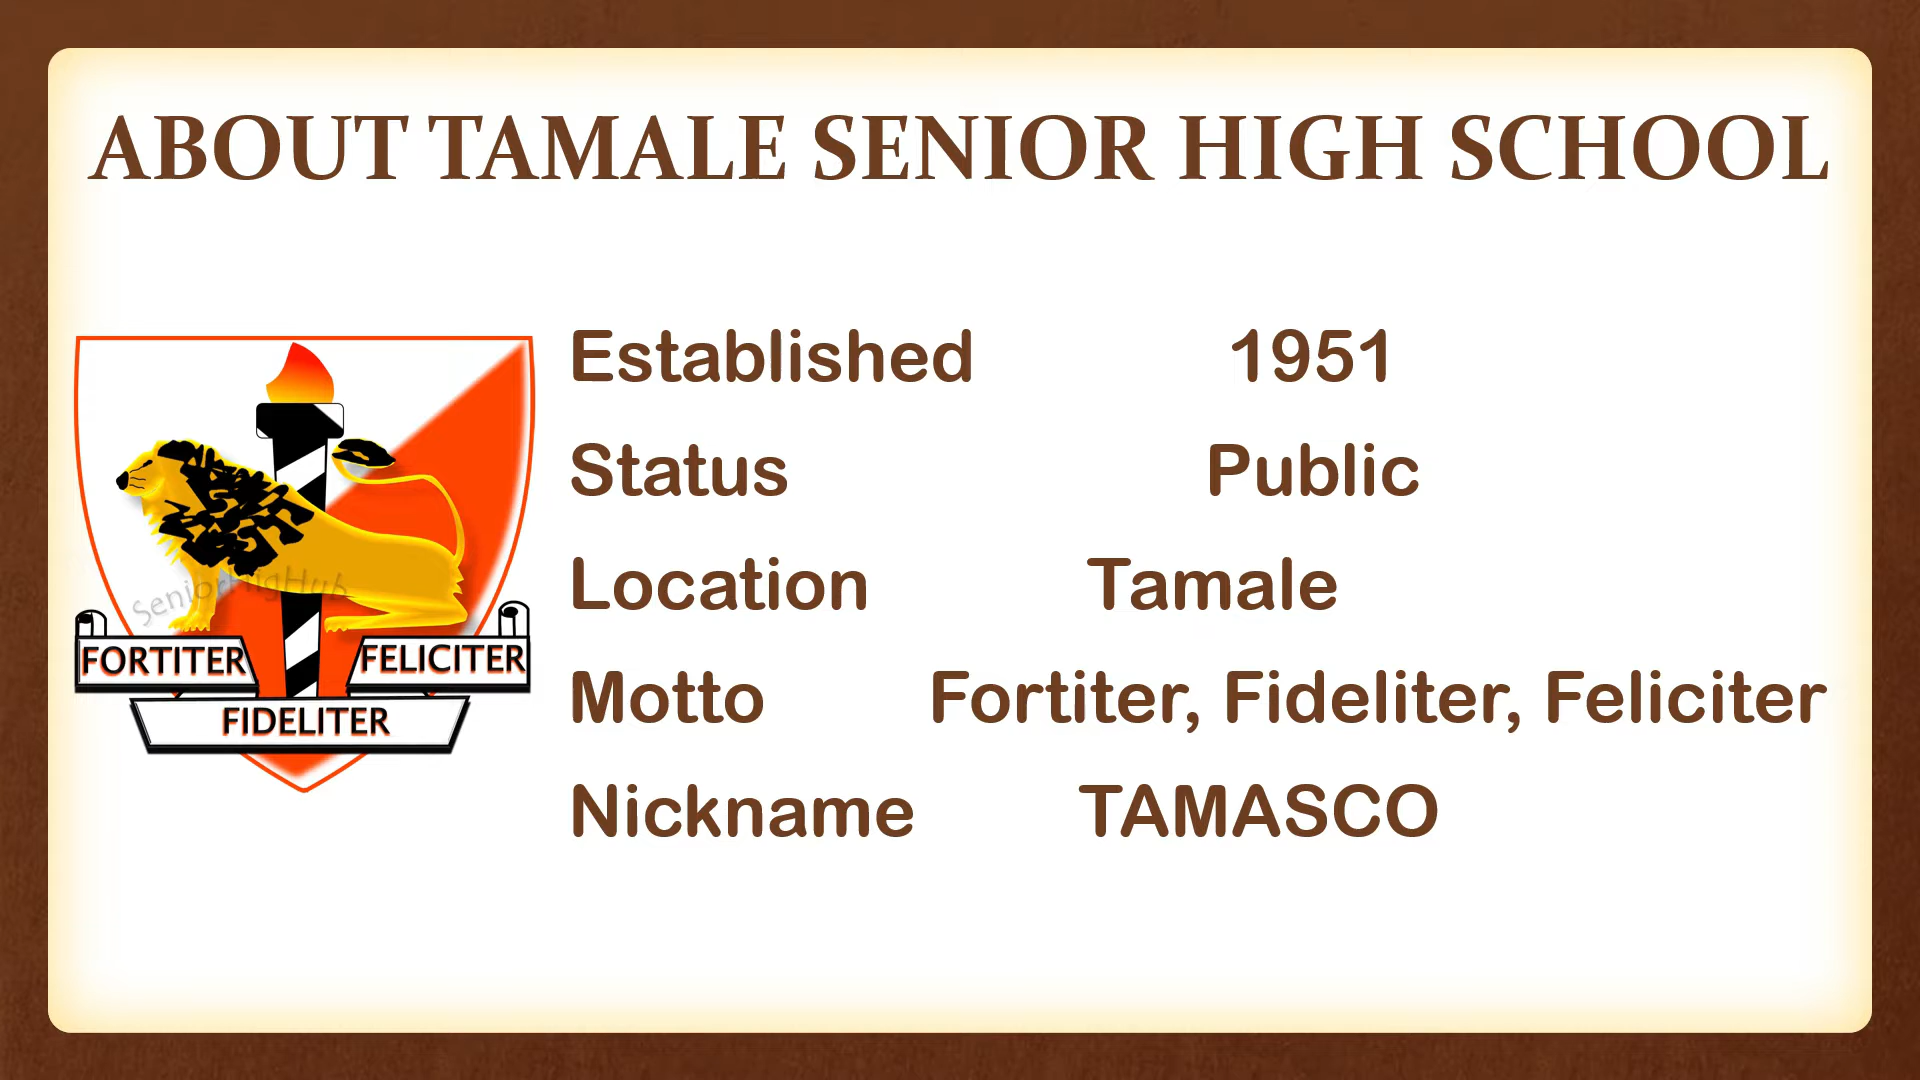 ABOUT TAMALE SENIOR HIGH SCHOOL
Established 1951
Status Public
Location Tamale
Motto Fortiter, Fideliter, Feliciter
Nickname TAMASCO
SeniorHigHub
FORTITER FELICITER
FIDELITER